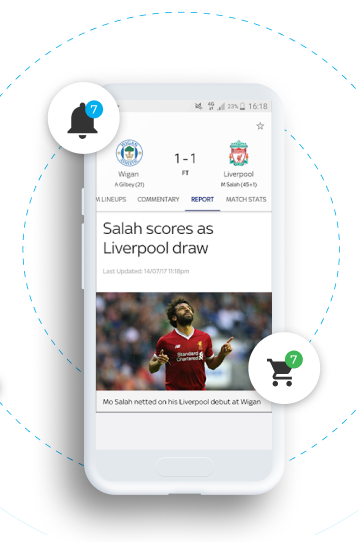 7
4G 23% 16:18
1-1
FT
Wigan Liverpool
A Gilbey (21) M Salah (45+1)
M LINEUPS COMMENTARY REPORT MATCH STATS
Salah scores as
Liverpool draw
Last Updated: 14/07/17 11:18pm
7
Mo Salah netted on his Liverpool debut at Wigan